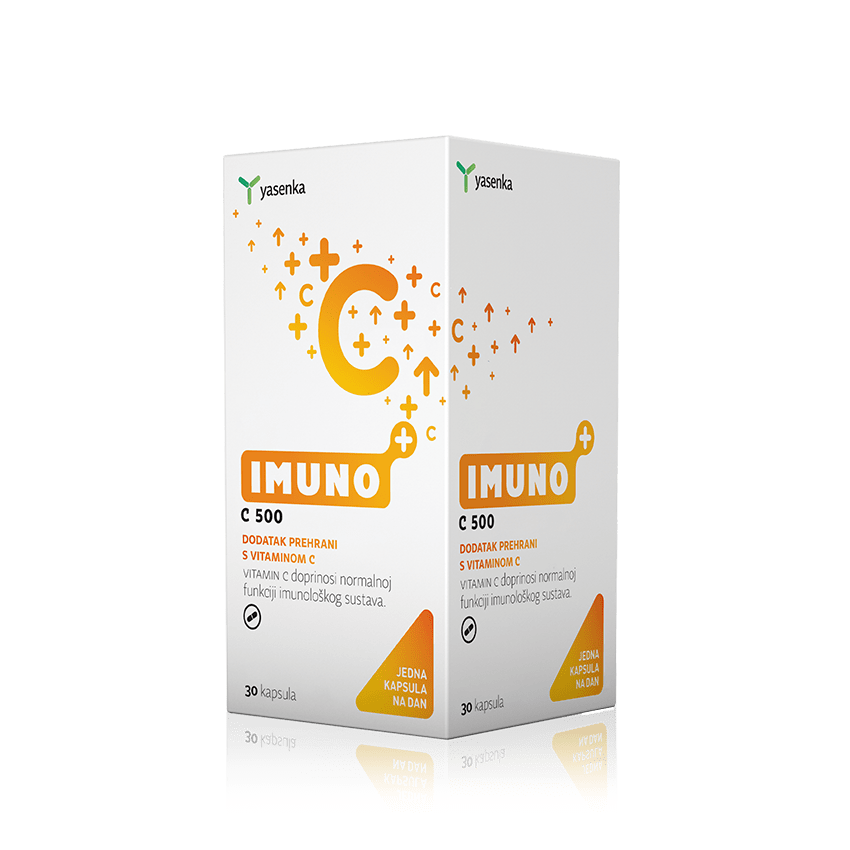 yasenka
C
C
C
IMUNO +
C 500
DODATAK PREHRANI
S VITAMINOM C
VITAMIN C doprinosi normalnoj
funkciji imunološkog sustava.
JEDNA
KAPSULA
NA DAN
30 kapsula
yasenka
C
C
IMUNO +
C 500
DODATAK PREHRANI
S VITAMINOM C
VITAMIN C doprinosi normalnoj
funkciji imunološkog sustava.
JEDNA
KAPSULA
NA DAN
30 kapsula